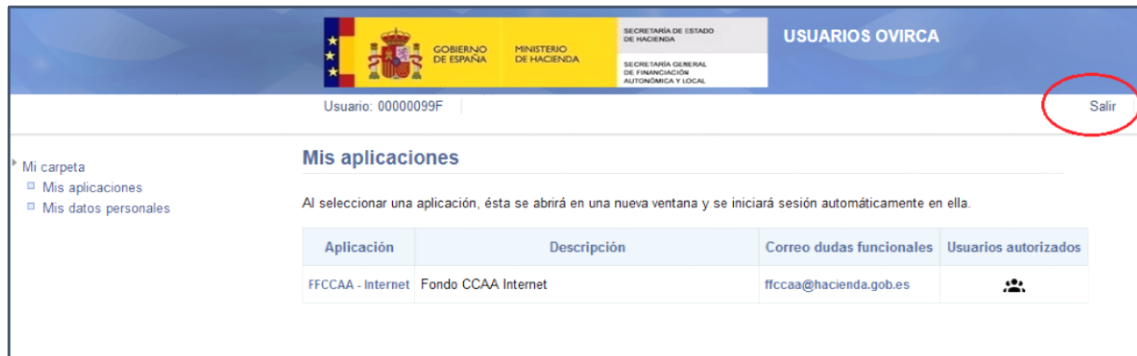 GOBIERNO
DE ESPAÑA
MINISTERIO
DE HACIENDA
SECRETARÍA DE ESTADO
DE HACIENDA
SECRETARÍA GENERAL
DE FINANCIACIÓN
AUTONÓMICA Y LOCAL
USUARIOS OVIRCA
Usuario: 00000099F
Salir
Mi carpeta
Mis aplicaciones
Mis datos personales
Mis aplicaciones
Al seleccionar una aplicación, ésta se abrirá en una nueva ventana y se iniciará sesión automáticamente en ella.
Aplicación Descripción Correo dudas funcionales Usuarios autorizados
FFCCAA - Internet Fondo CCAA Internet ffccaa@hacienda.gob.es